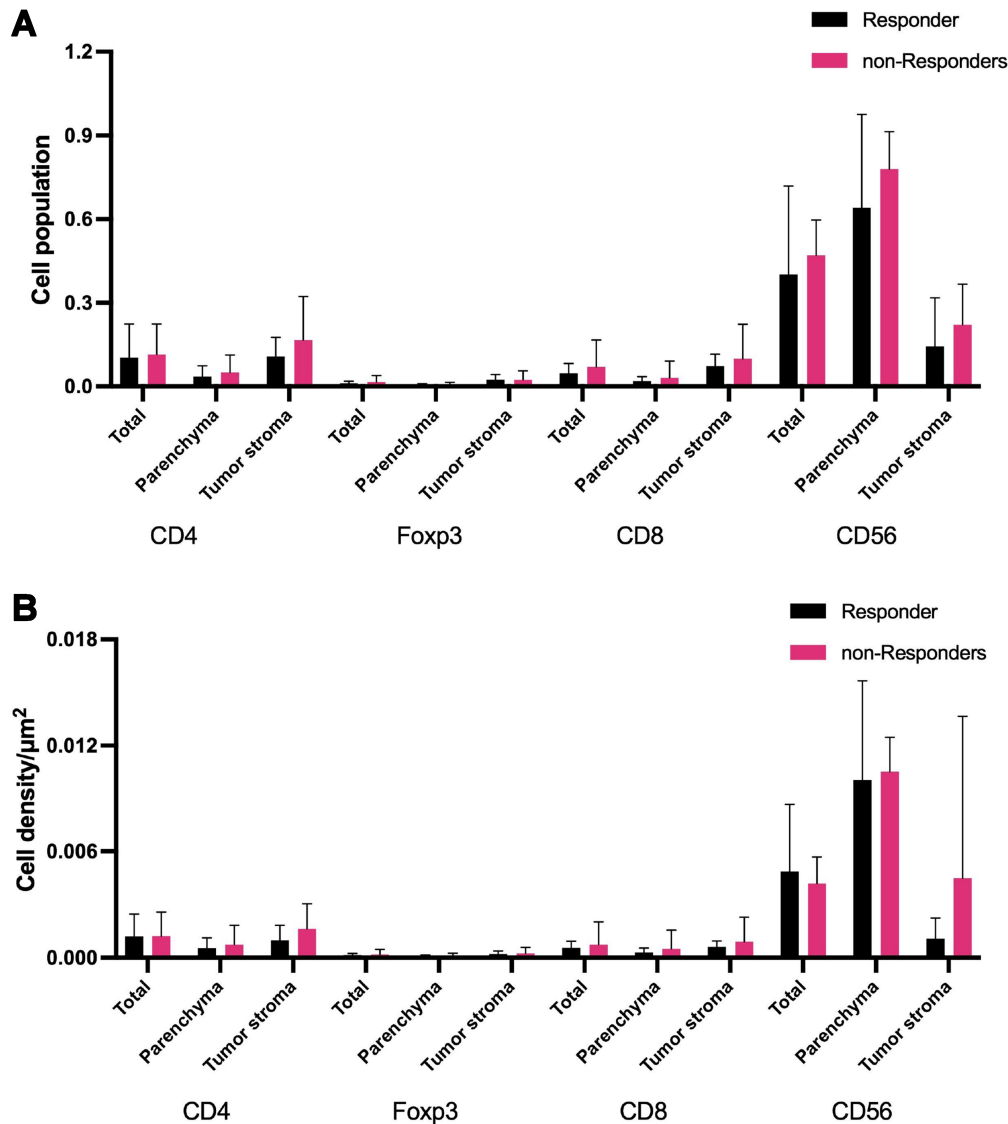 A
Responder
non-Responders
Cell population
1.2
0.9
0.6
0.3
0.0
Total
Parenchyma
Tumor stroma
Total
Parenchyma
Tumor stroma
Total
Parenchyma
Tumor stroma
Total
Parenchyma
Tumor stroma
CD4 Foxp3 CD8 CD56
B
Responder
non-Responders
Cell density/μm²
0.018
0.012
0.006
0.000
Total
Parenchyma
Tumor stroma
Total
Parenchyma
Tumor stroma
Total
Parenchyma
Tumor stroma
Total
Parenchyma
Tumor stroma
CD4 Foxp3 CD8 CD56